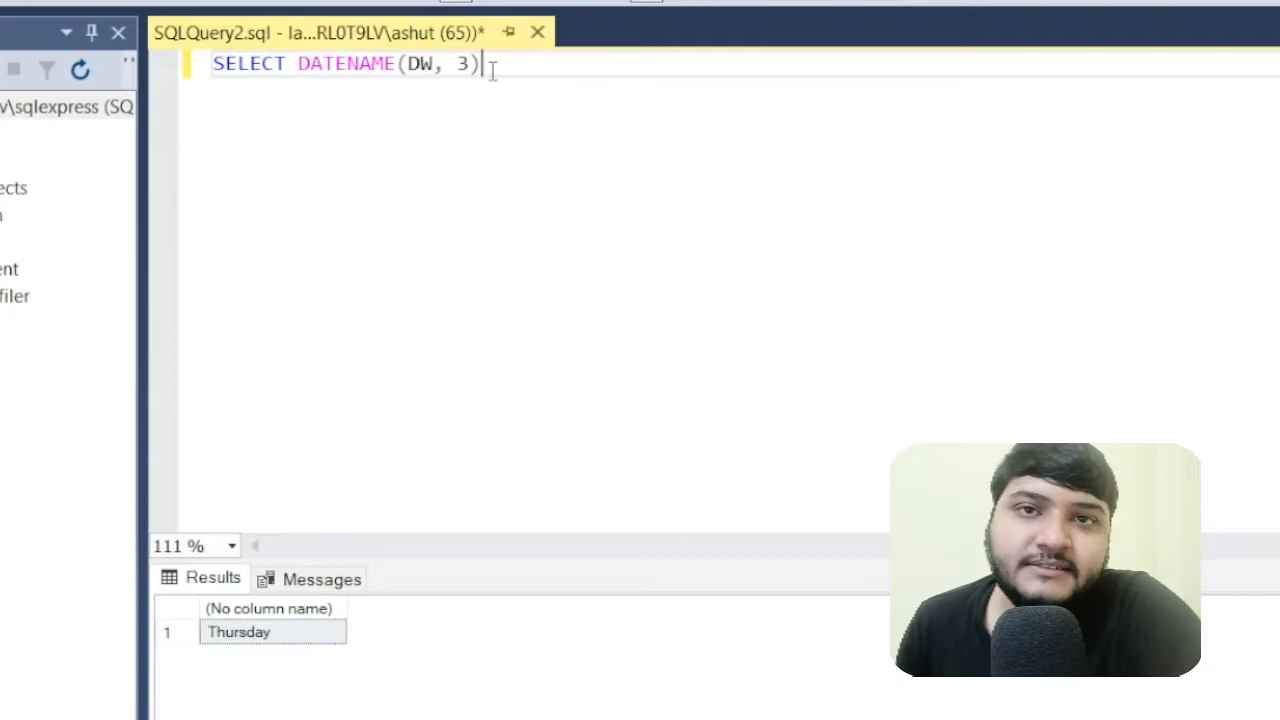 SQLQuery2.sql - la...RL0T9LV\ashut (65))*
SELECT DATENAME(DW, 3)
v\sqlexpress (SQ
ects
ent
filer
111 %
Results
Messages
(No column name)
1
Thursday